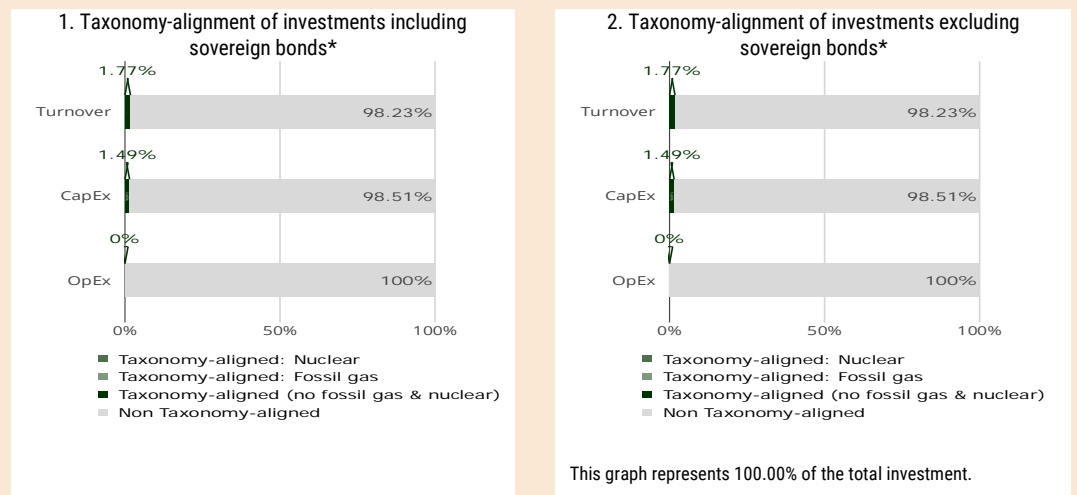 1. Taxonomy-alignment of investments including
sovereign bonds*
1.77%
Turnover
98.23%
1.49%
CapEx
98.51%
0%
OpEx
100%
0%
50%
100%
Taxonomy-aligned: Nuclear
Taxonomy-aligned: Fossil gas
Taxonomy-aligned (no fossil gas & nuclear)
Non Taxonomy-aligned
2. Taxonomy-alignment of investments excluding
sovereign bonds*
1.77%
Turnover
98.23%
1.49%
CapEx
98.51%
0%
OpEx
100%
0%
50%
100%
Taxonomy-aligned: Nuclear
Taxonomy-aligned: Fossil gas
Taxonomy-aligned (no fossil gas & nuclear)
Non Taxonomy-aligned
This graph represents 100.00% of the total investment.